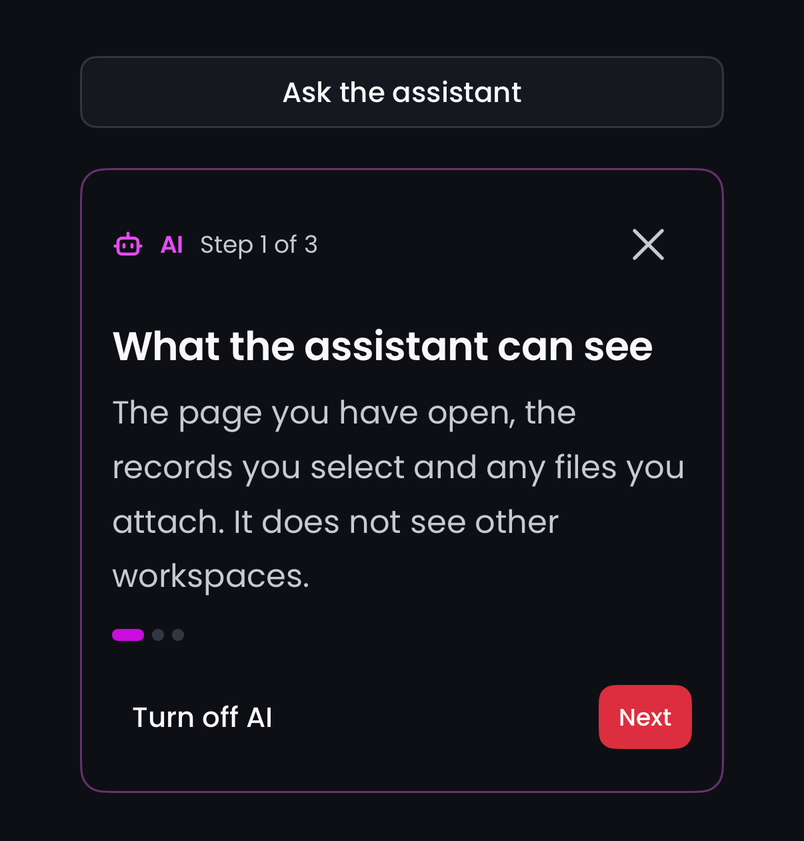 Ask the assistant
AI Step 1 of 3
What the assistant can see
The page you have open, the
records you select and any files you
attach. It does not see other
workspaces.
Turn off AI
Next